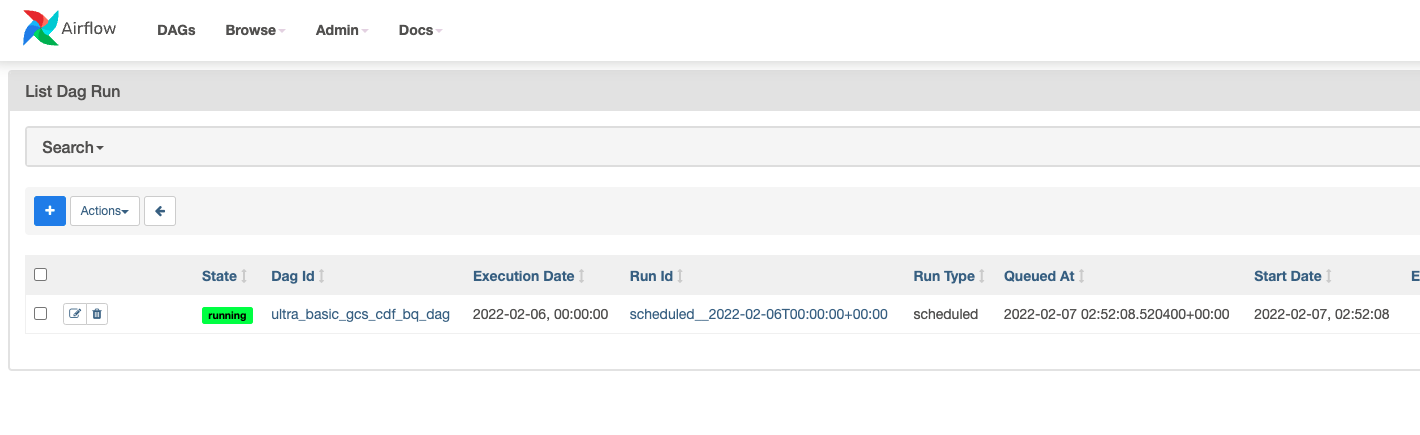 Airflow DAGs Browse Admin Docs
List Dag Run
Search
+ Actions
State Dag Id Execution Date Run Id Run Type Queued At Start Date E
running ultra_basic_gcs_cdf_bq_dag 2022-02-06, 00:00:00 scheduled__2022-02-06T00:00:00+00:00 scheduled 2022-02-07 02:52:08.520400+00:00 2022-02-07, 02:52:08